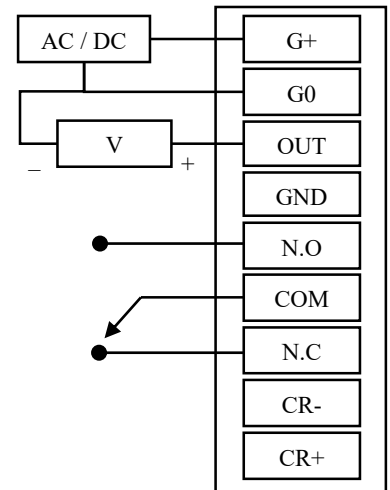 AC / DC
G+
G0
V
OUT
– +
GND
N.O
COM
N.C
CR-
CR+